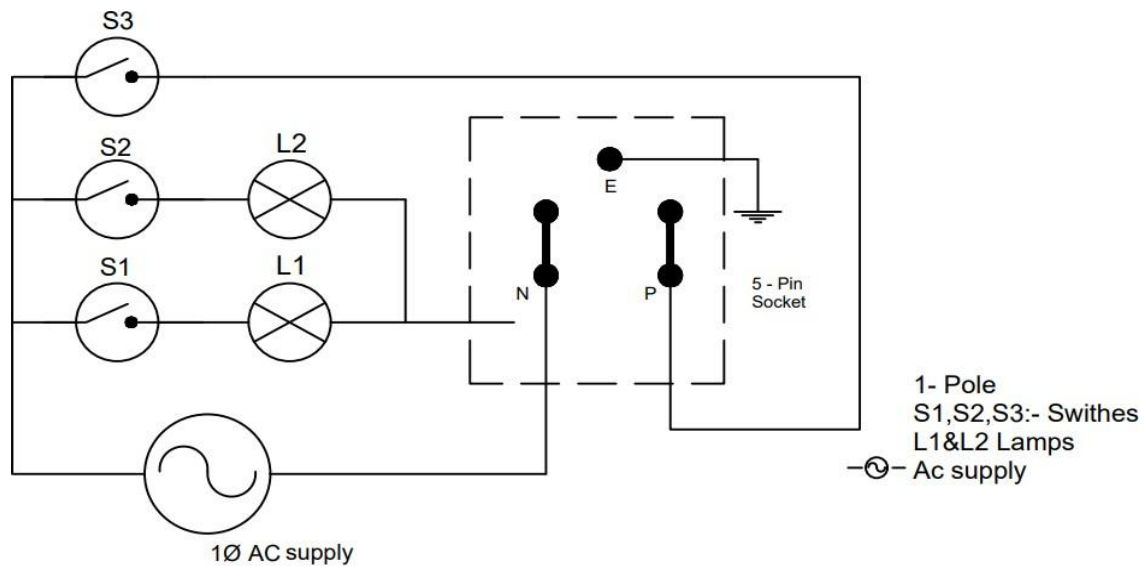 S3
S2
L2
E
S1
L1
N
P
5 - Pin
Socket
1- Pole
S1,S2,S3:- Swithes
L1&L2 Lamps
Ac supply
1Ø AC supply